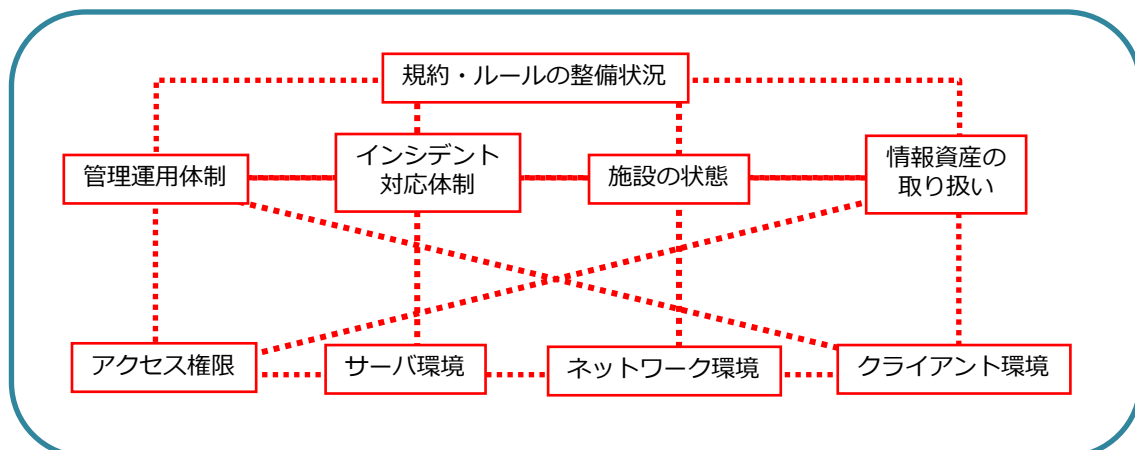 規約・ルールの整備状況
管理運用体制
インシデント
対応体制
施設の状態
情報資産の
取り扱い
アクセス権限
サーバ環境
ネットワーク環境
クライアント環境